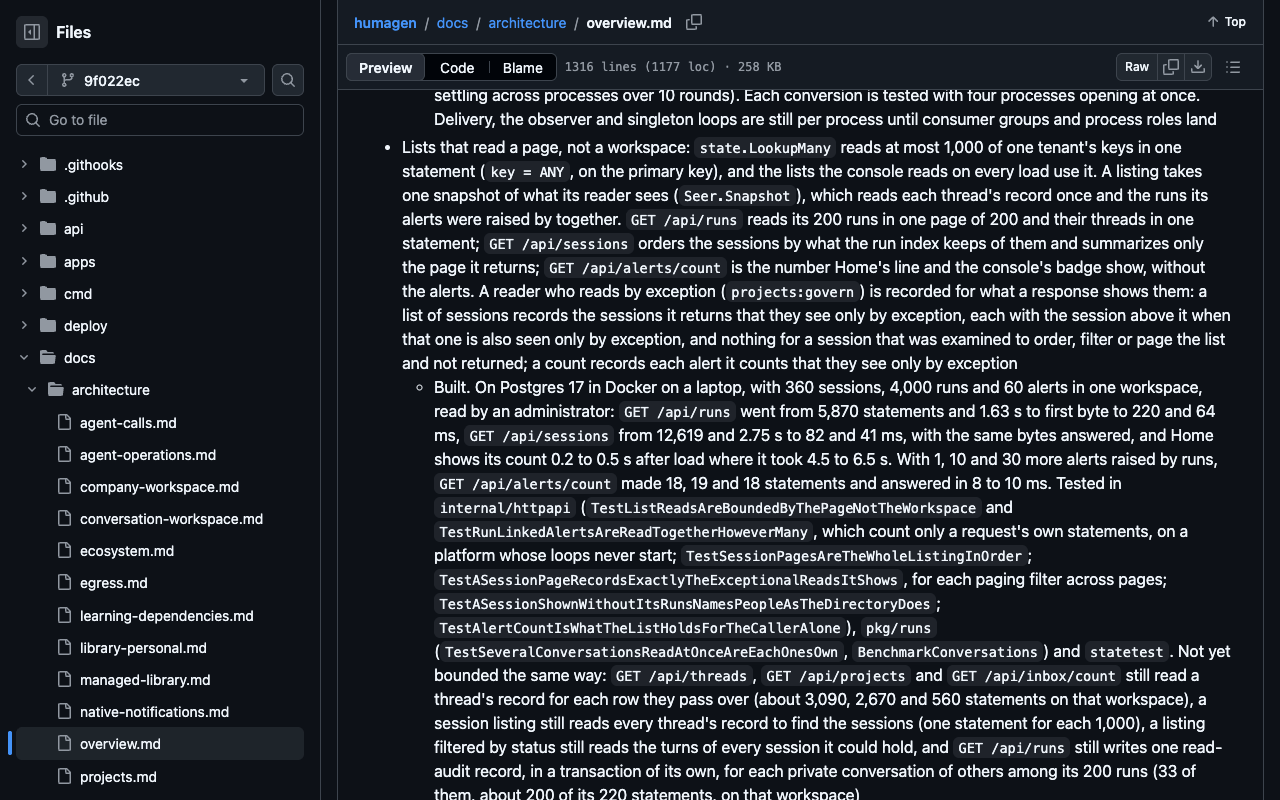 Files
9f022ec
Go to file
.githooks
.github
api
apps
cmd
deploy
docs
architecture
agent-calls.md
agent-operations.md
company-workspace.md
conversation-workspace.md
ecosystem.md
egress.md
learning-dependencies.md
library-personal.md
managed-library.md
native-notifications.md
overview.md
projects.md
humagen / docs / architecture / overview.md
Top
Preview Code Blame 1316 lines (1177 loc) · 258 KB Raw
settling across processes over 10 rounds). Each conversion is tested with four processes opening at once.
Delivery, the observer and singleton loops are still per process until consumer groups and process roles land
• Lists that read a page, not a workspace: state.LookupMany reads at most 1,000 of one tenant's keys in one
statement ( key = ANY , on the primary key), and the lists the console reads on every load use it. A listing takes
one snapshot of what its reader sees ( Seer.Snapshot ), which reads each thread's record once and the runs its
alerts were raised by together. GET /api/runs reads its 200 runs in one page of 200 and their threads in one
statement; GET /api/sessions orders the sessions by what the run index keeps of them and summarizes only
the page it returns; GET /api/alerts/count is the number Home's line and the console's badge show, without
the alerts. A reader who reads by exception ( projects:govern ) is recorded for what a response shows them: a
list of sessions records the sessions it returns that they see only by exception, each with the session above it when
that one is also seen only by exception, and nothing for a session that was examined to order, filter or page the list
and not returned; a count records each alert it counts that they see only by exception
◦ Built. On Postgres 17 in Docker on a laptop, with 360 sessions, 4,000 runs and 60 alerts in one workspace,
read by an administrator: GET /api/runs went from 5,870 statements and 1.63 s to first byte to 220 and 64
ms, GET /api/sessions from 12,619 and 2.75 s to 82 and 41 ms, with the same bytes answered, and Home
shows its count 0.2 to 0.5 s after load where it took 4.5 to 6.5 s. With 1, 10 and 30 more alerts raised by runs,
GET /api/alerts/count made 18, 19 and 18 statements and answered in 8 to 10 ms. Tested in
internal/httpapi ( TestListReadsAreBoundedByThePageNotTheWorkspace and
TestRunLinkedAlertsAreReadTogetherHoweverMany , which count only a request's own statements, on a
platform whose loops never start; TestSessionPagesAreTheWholeListingInOrder ;
TestASessionPageRecordsExactlyTheExceptionalReadsItShows , for each paging filter across pages;
TestASessionShownWithoutItsRunsNamesPeopleAsTheDirectoryDoes ;
TestAlertCountIsWhatTheListHoldsForTheCallerAlone ), pkg/runs
( TestSeveralConversationsReadAtOnceAreEachOnesOwn , BenchmarkConversations ) and statetest . Not yet
bounded the same way: GET /api/threads , GET /api/projects and GET /api/inbox/count still read a
thread's record for each row they pass over (about 3,090, 2,670 and 560 statements on that workspace), a
session listing still reads every thread's record to find the sessions (one statement for each 1,000), a listing
filtered by status still reads the turns of every session it could hold, and GET /api/runs still writes one read-
audit record, in a transaction of its own, for each private conversation of others among its 200 runs (33 of
them, about 200 of its 220 statements, on that workspace)